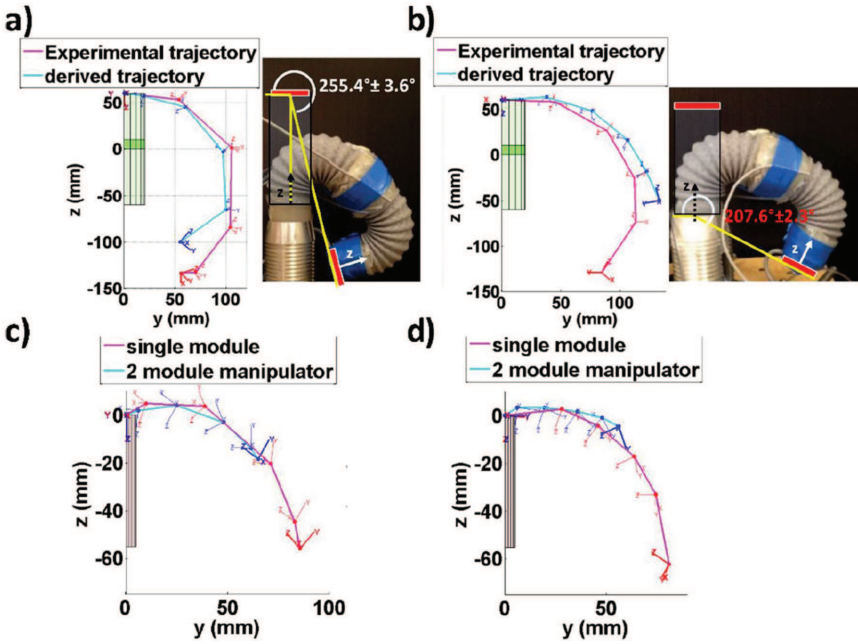 a)
Experimental trajectory
derived trajectory
50
0
-50
-100
-150
0 50 100
z (mm)
y (mm)
255.4°± 3.6°
z
z
b)
Experimental trajectory
derived trajectory
50
0
-50
-100
-150
0 50 100
z (mm)
y (mm)
207.6°±2.3°
z
z
c)
single module
2 module manipulator
0
-20
-40
-60
0 50 100
z (mm)
y (mm)
d)
single module
2 module manipulator
0
-20
-40
-60
0 50
z (mm)
y (mm)